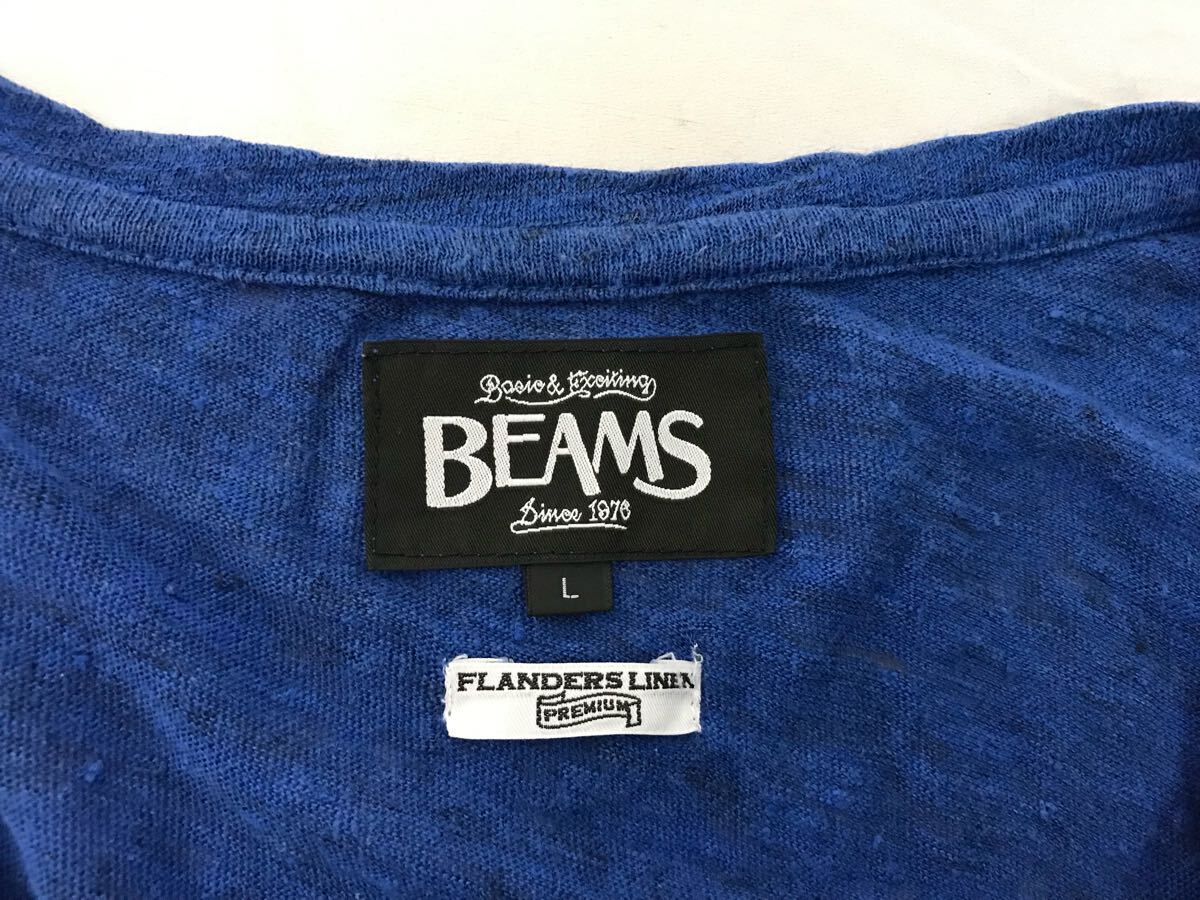 Basic & Exciting
BEAMS
Since 1976
L
FLANDERS LINEN
PREMIUM